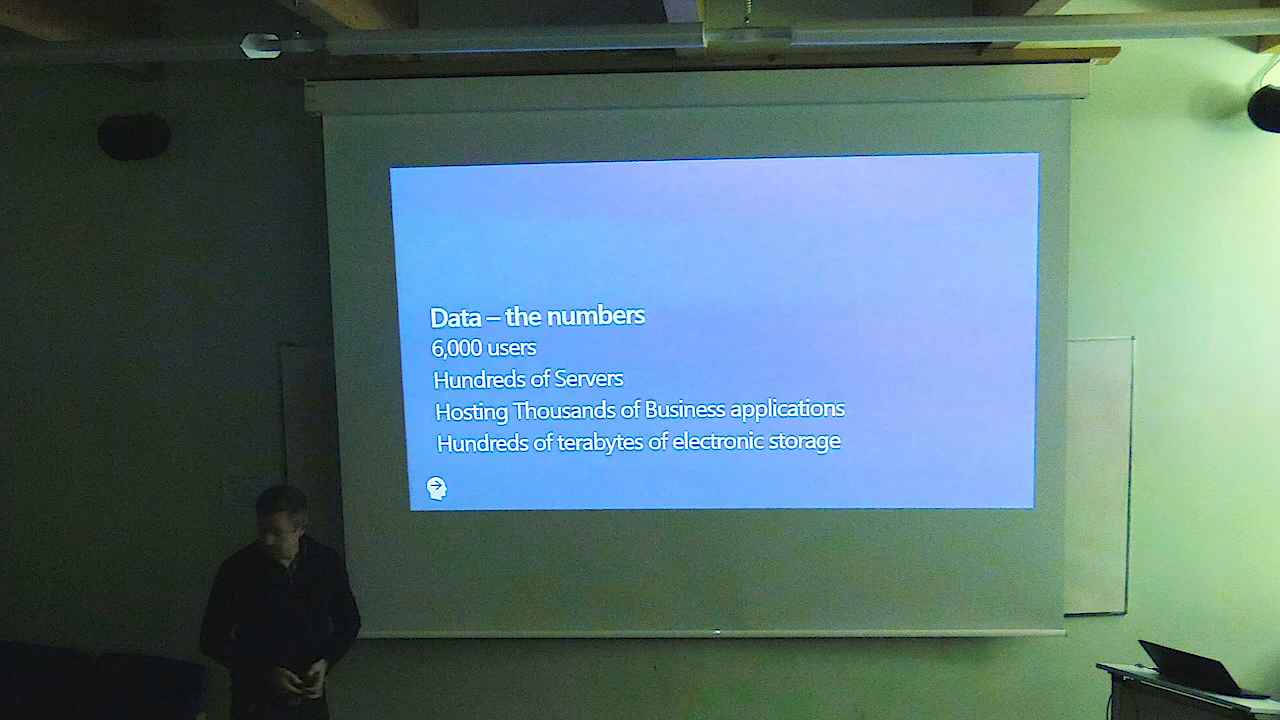 Data – the numbers
6,000 users
Hundreds of Servers
Hosting Thousands of Business applications
Hundreds of terabytes of electronic storage